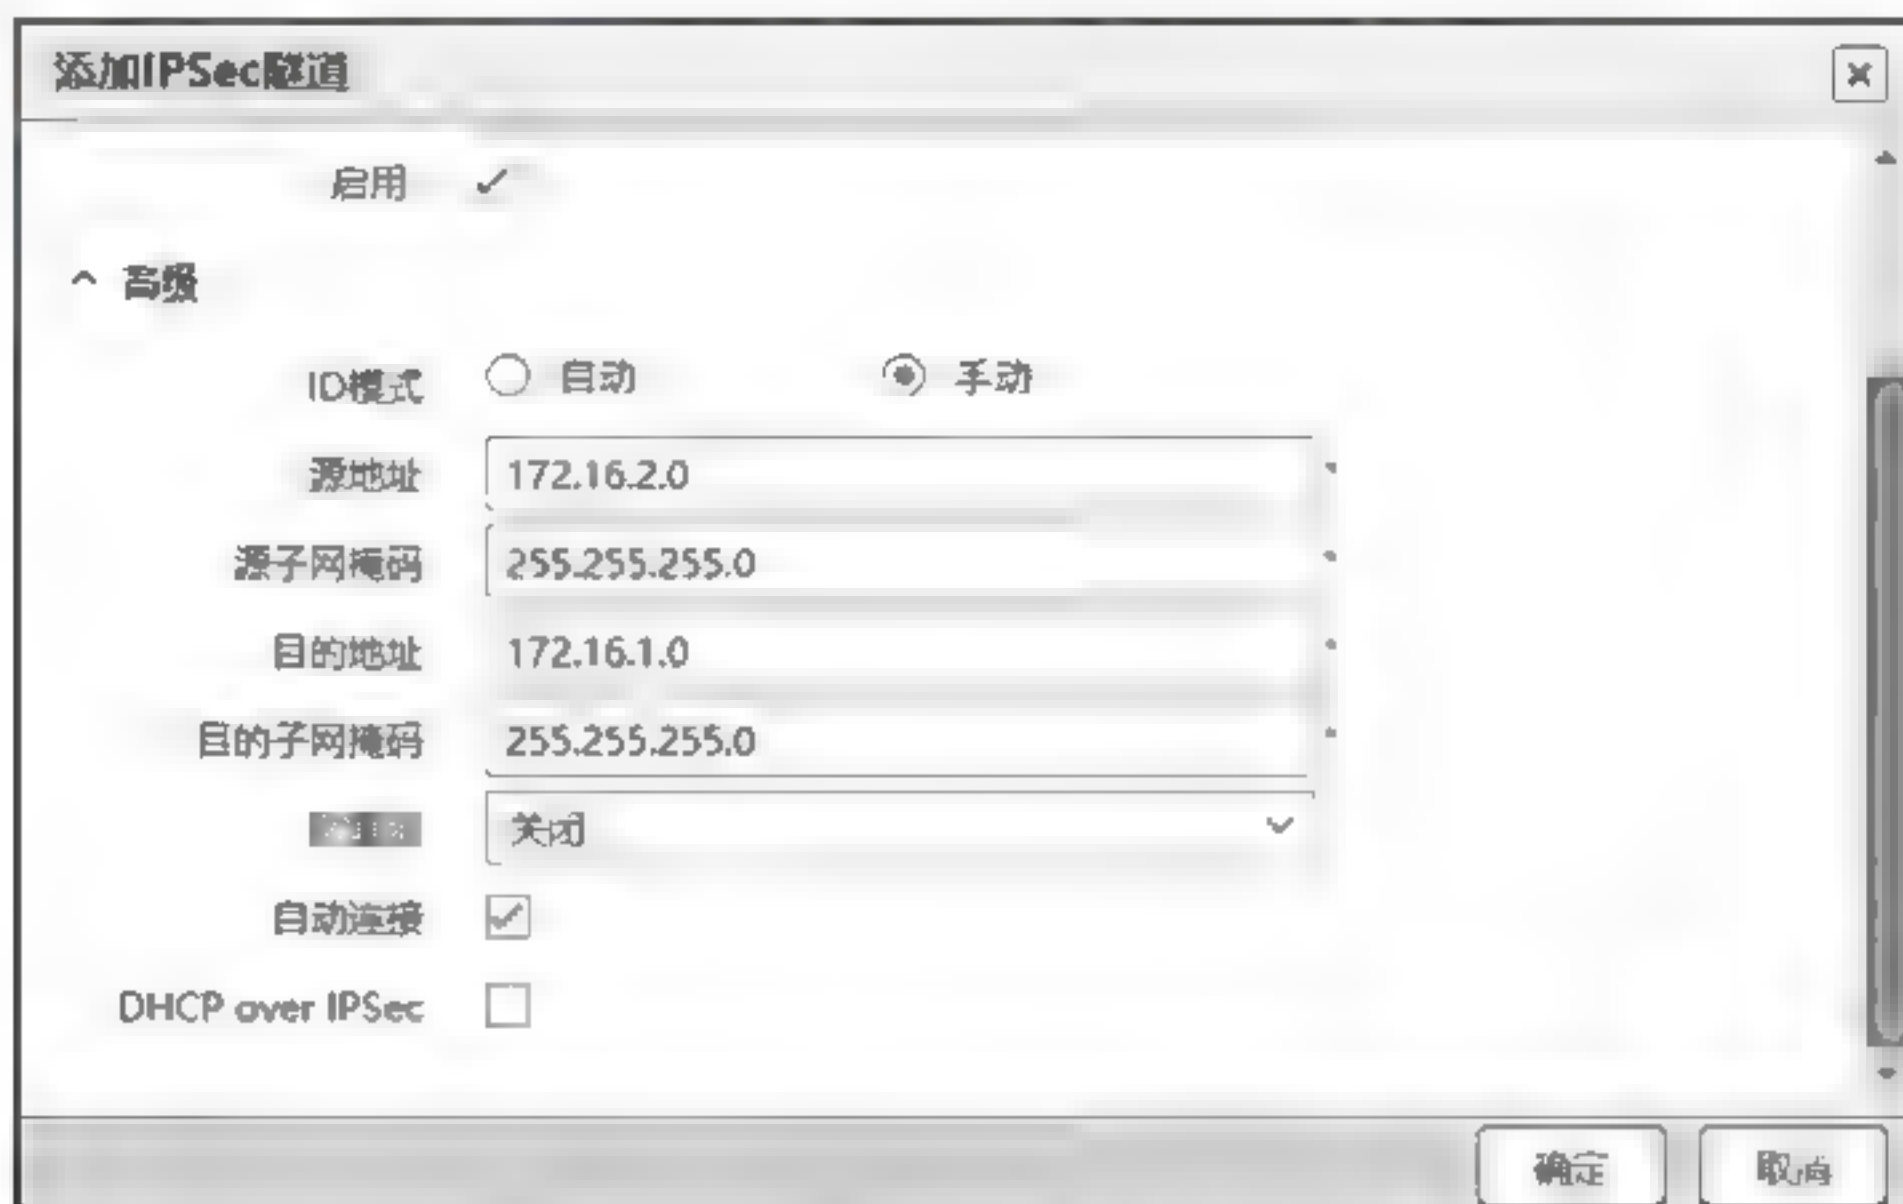 添加IPSec隧道
启用
高级
ID模式 自动 手动
源地址 172.16.2.0
源子网掩码 255.255.255.0
目的地址 172.16.1.0
目的子网掩码 255.255.255.0
关闭
自动连接
DHCP over IPSec
确定 取消